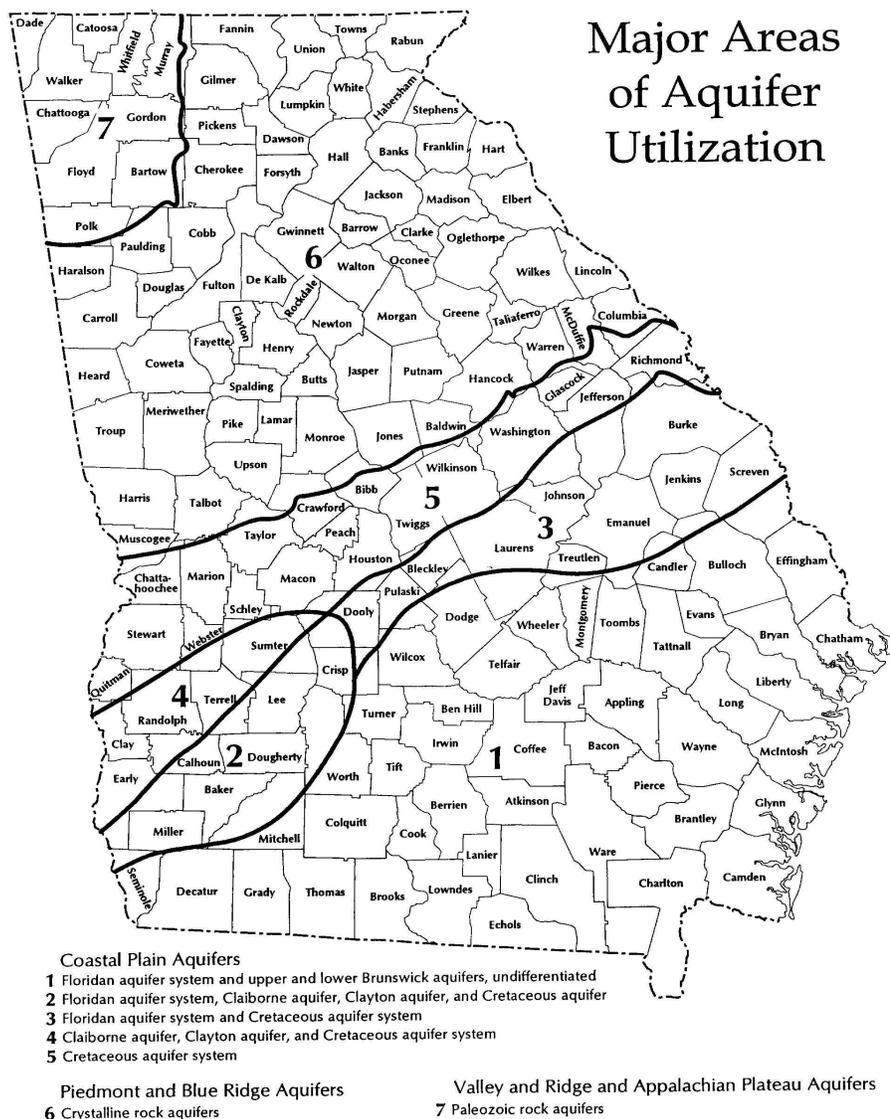 Major Areas
of Aquifer
Utilization
Dade
Catoosa
Whitfield
Murray
Fannin
Towns
Union
Rabun
Walker
Gilmer
White
Habersham
Lumpkin
Stephens
Chattooga
7
Gordon
Pickens
Dawson
Hall
Banks
Franklin
Hart
Floyd
Bartow
Cherokee
Forsyth
Jackson
Madison
Elbert
Polk
Paulding
Cobb
Gwinnett
Barrow
Clarke
Oglethorpe
6
Oconee
Haralson
Douglas
Fulton
De Kalb
Rockdale
Walton
Wilkes
Lincoln
Carroll
Clayton
Newton
Morgan
Greene
Taliaferro
McDuffie
Columbia
Fayette
Henry
Warren
Richmond
Heard
Coweta
Spalding
Butts
Jasper
Putnam
Hancock
Glascock
Jefferson
Troup
Meriwether
Pike
Lamar
Monroe
Jones
Baldwin
Washington
Burke
Upson
Wilkinson
Jenkins
Screven
Harris
Talbot
Bibb
5
Johnson
Crawford
Twiggs
3
Emanuel
Muscogee
Taylor
Peach
Laurens
Treutlen
Houston
Bleckley
Candler
Bulloch
Effingham
Chatta-
hoochee
Marion
Macon
Pulaski
Schley
Dooly
Dodge
Wheeler
Montgomery
Toombs
Evans
Stewart
Webster
Sumter
Tattnall
Bryan
Chatham
Crisp
Wilcox
Telfair
Quitman
4
Terrell
Lee
Jeff
Davis
Appling
Long
Liberty
Randolph
Turner
Ben Hill
Clay
2
Dougherty
Irwin
1
Coffee
Bacon
Wayne
McIntosh
Calhoun
Early
Baker
Worth
Tift
Pierce
Berrien
Atkinson
Brantley
Glynn
Miller
Mitchell
Colquitt
Cook
Lanier
Ware
Seminole
Decatur
Grady
Thomas
Brooks
Lowndes
Clinch
Charlton
Camden
Echols
Coastal Plain Aquifers
1 Floridan aquifer system and upper and lower Brunswick aquifers, undifferentiated
2 Floridan aquifer system, Claiborne aquifer, Clayton aquifer, and Cretaceous aquifer
3 Floridan aquifer system and Cretaceous aquifer system
4 Claiborne aquifer, Clayton aquifer, and Cretaceous aquifer system
5 Cretaceous aquifer system
Piedmont and Blue Ridge Aquifers
6 Crystalline rock aquifers
Valley and Ridge and Appalachian Plateau Aquifers
7 Paleozoic rock aquifers